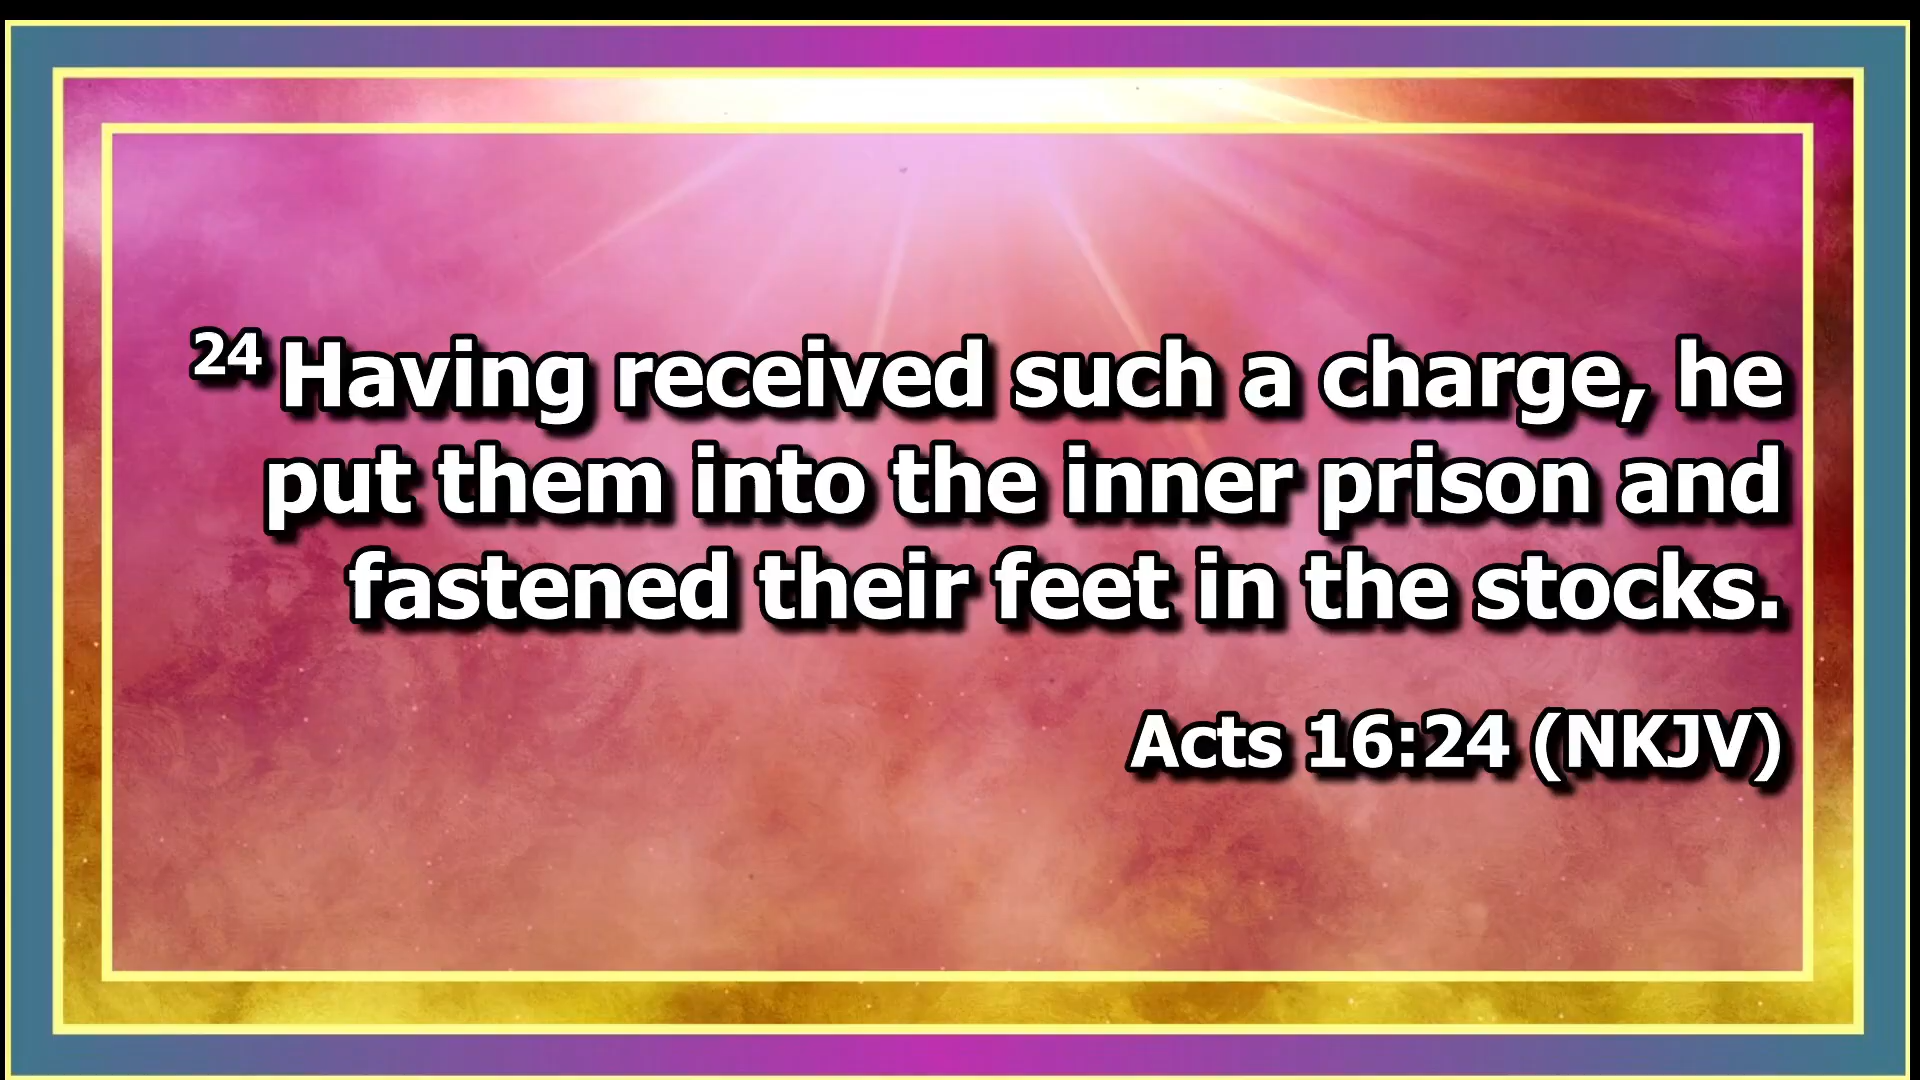 24 Having received such a charge, he
put them into the inner prison and
fastened their feet in the stocks.
Acts 16:24 (NKJV)